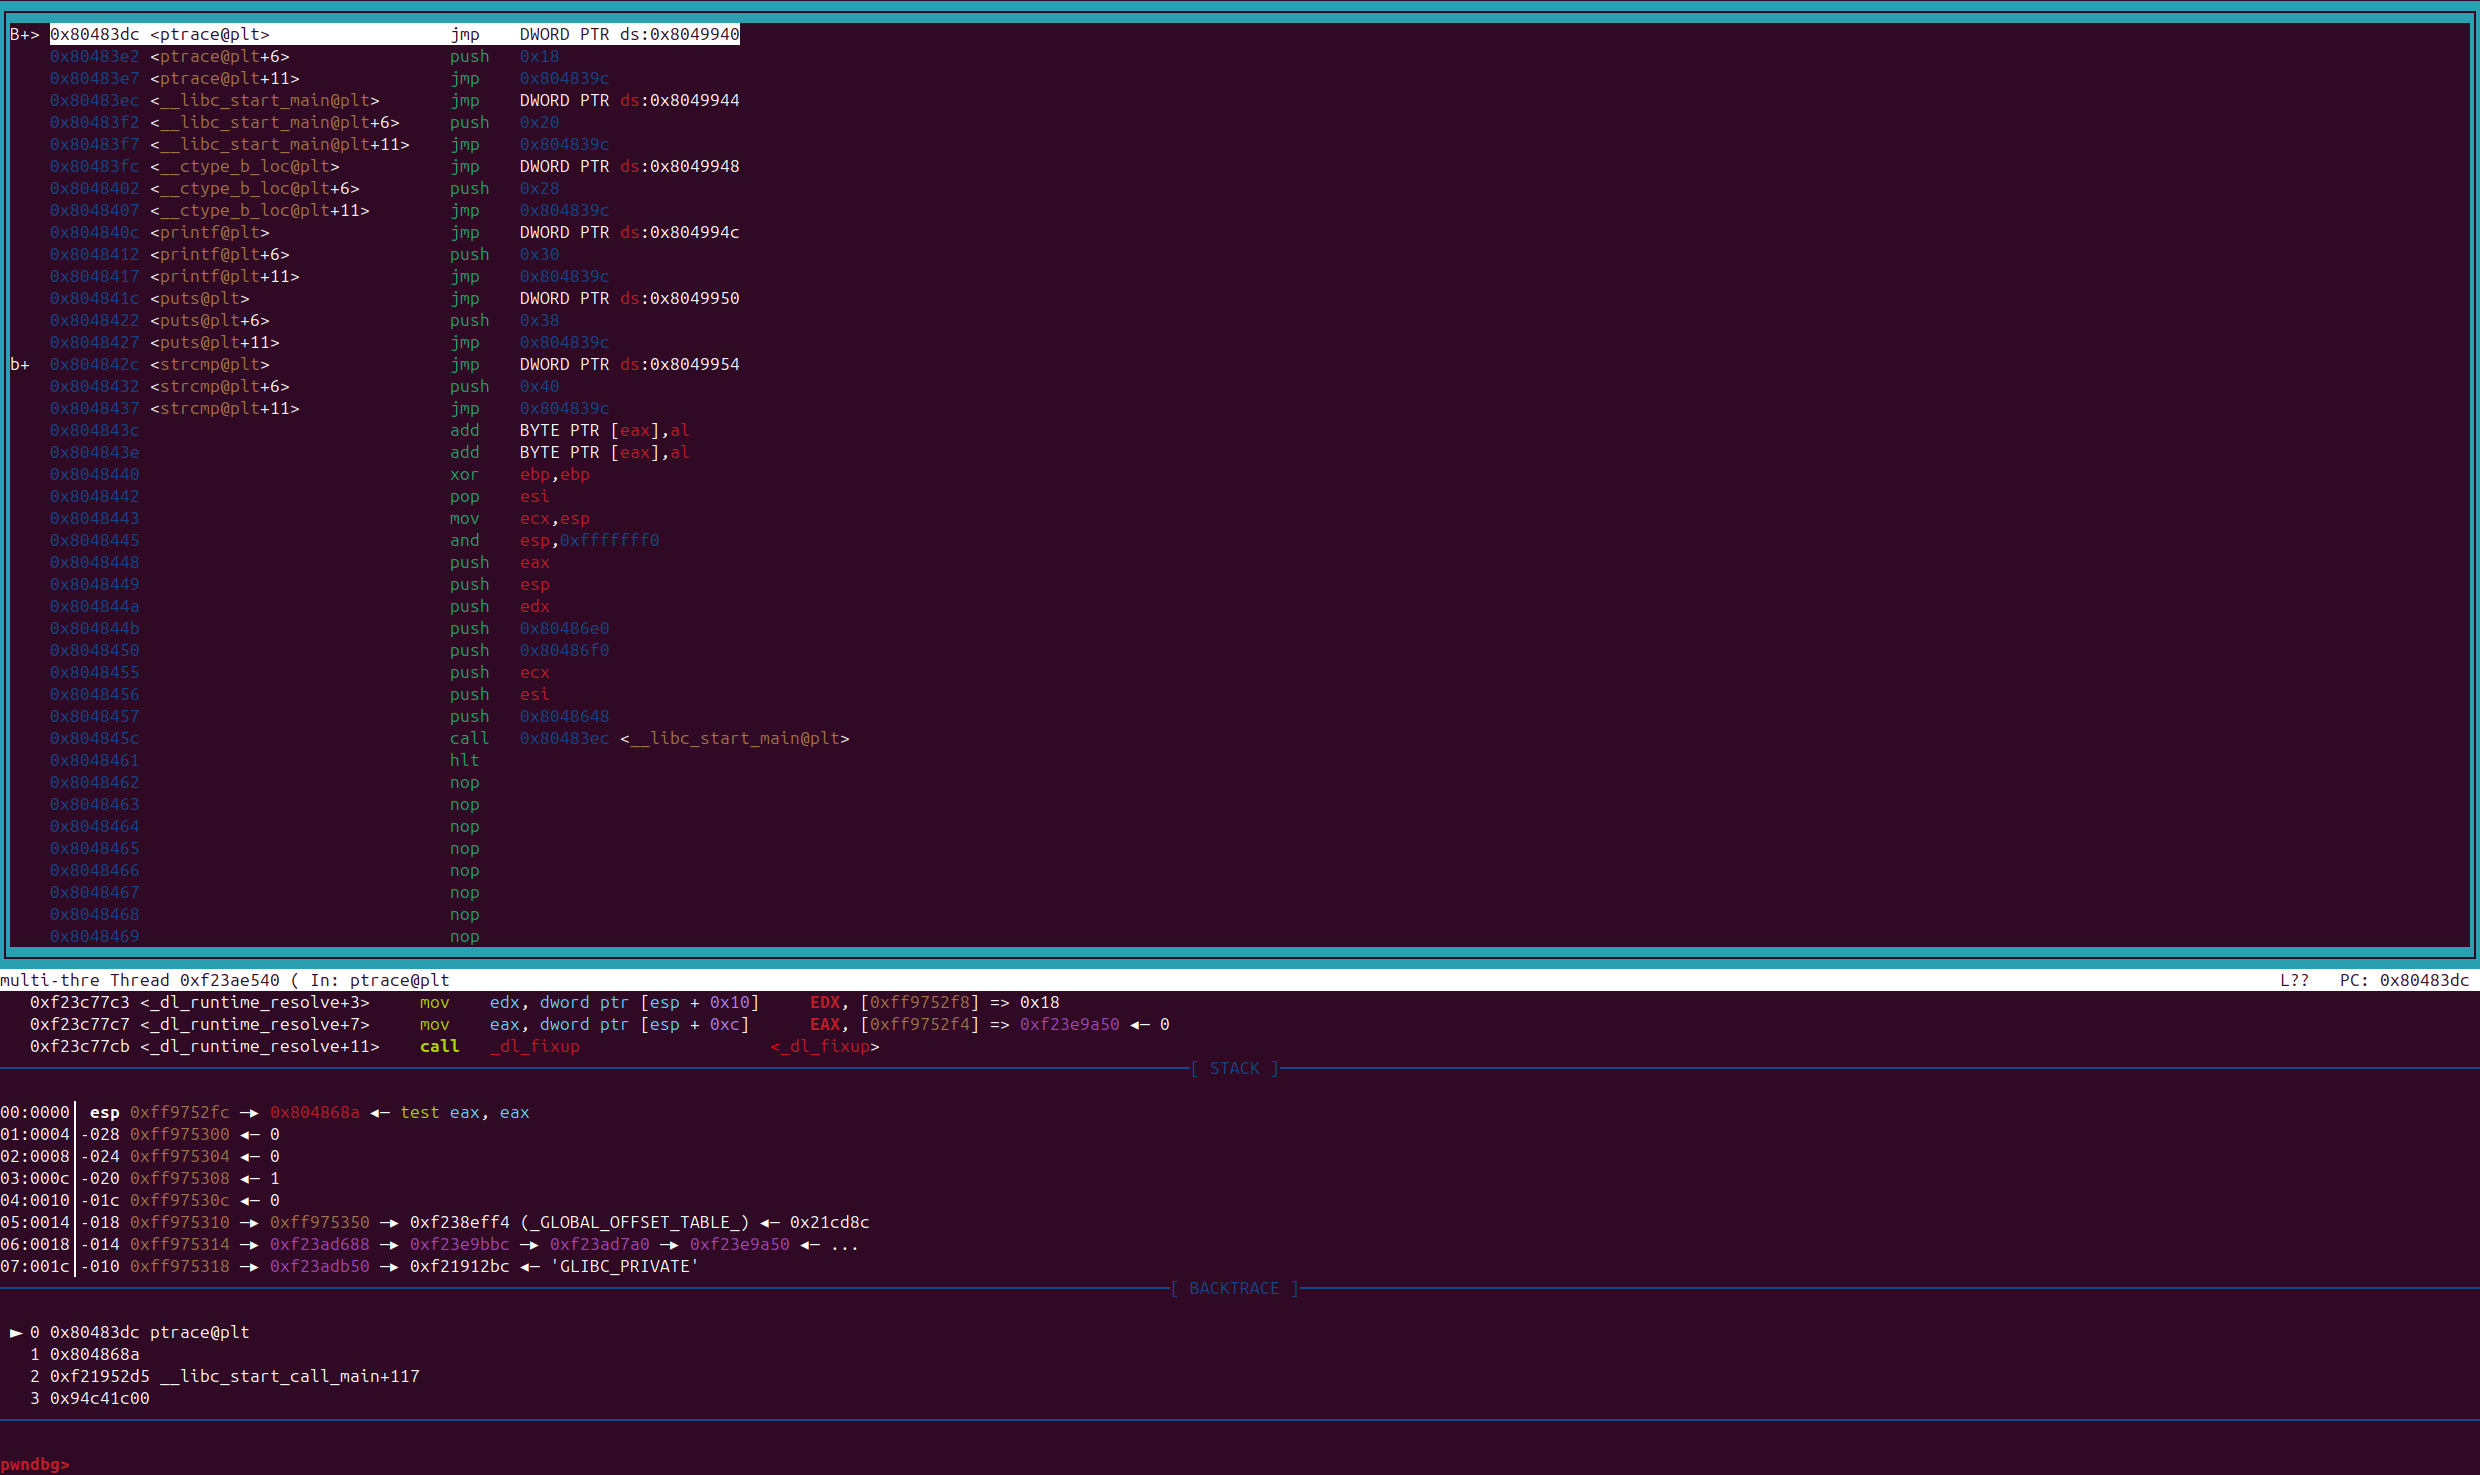 B+> 0x80483dc <ptrace@plt> jmp DWORD PTR ds:0x8049940
0x80483e2 <ptrace@plt+6> push 0x18
0x80483e7 <ptrace@plt+11> jmp 0x804839c
0x80483ec <__libc_start_main@plt> jmp DWORD PTR ds:0x8049944
0x80483f2 <__libc_start_main@plt+6> push 0x20
0x80483f7 <__libc_start_main@plt+11> jmp 0x804839c
0x80483fc <__ctype_b_loc@plt> jmp DWORD PTR ds:0x8049948
0x8048402 <__ctype_b_loc@plt+6> push 0x28
0x8048407 <__ctype_b_loc@plt+11> jmp 0x804839c
0x804840c <printf@plt> jmp DWORD PTR ds:0x804994c
0x8048412 <printf@plt+6> push 0x30
0x8048417 <printf@plt+11> jmp 0x804839c
0x804841c <puts@plt> jmp DWORD PTR ds:0x8049950
0x8048422 <puts@plt+6> push 0x38
0x8048427 <puts@plt+11> jmp 0x804839c
b+ 0x804842c <strcmp@plt> jmp DWORD PTR ds:0x8049954
0x8048432 <strcmp@plt+6> push 0x40
0x8048437 <strcmp@plt+11> jmp 0x804839c
0x804843c add BYTE PTR [eax],al
0x804843e add BYTE PTR [eax],al
0x8048440 xor ebp,ebp
0x8048442 pop esi
0x8048443 mov ecx,esp
0x8048445 and esp,0xfffffff0
0x8048448 push eax
0x8048449 push esp
0x804844a push edx
0x804844b push 0x80486e0
0x8048450 push 0x80486f0
0x8048455 push ecx
0x8048456 push esi
0x8048457 push 0x8048648
0x804845c call 0x80483ec <__libc_start_main@plt>
0x8048461 hlt
0x8048462 nop
0x8048463 nop
0x8048464 nop
0x8048465 nop
0x8048466 nop
0x8048467 nop
0x8048468 nop
0x8048469 nop
multi-thre Thread 0xf23ae540 ( In: ptrace@plt L?? PC: 0x80483dc
0xf23c77c3 <_dl_runtime_resolve+3> mov edx, dword ptr [esp + 0x10] EDX, [0xff9752f8] => 0x18
0xf23c77c7 <_dl_runtime_resolve+7> mov eax, dword ptr [esp + 0xc] EAX, [0xff9752f4] => 0xf23e9a50 ◂— 0
0xf23c77cb <_dl_runtime_resolve+11> call _dl_fixup <_dl_fixup>
[ STACK ]
00:0000│ esp 0xff9752fc —▸ 0x804868a ◂— test eax, eax
01:0004│-028 0xff975300 ◂— 0
02:0008│-024 0xff975304 ◂— 0
03:000c│-020 0xff975308 ◂— 1
04:0010│-01c 0xff97530c ◂— 0
05:0014│-018 0xff975310 —▸ 0xff975350 —▸ 0xf238eff4 (_GLOBAL_OFFSET_TABLE_) ◂— 0x21cd8c
06:0018│-014 0xff975314 —▸ 0xf23ad688 —▸ 0xf23e9bbc —▸ 0xf23ad7a0 —▸ 0xf23e9a50 ◂— ...
07:001c│-010 0xff975318 —▸ 0xf23adb50 —▸ 0xf21912bc ◂— 'GLIBC_PRIVATE'
[ BACKTRACE ]
► 0 0x80483dc ptrace@plt
1 0x804868a
2 0xf21952d5 __libc_start_call_main+117
3 0x94c41c00
pwndbg>